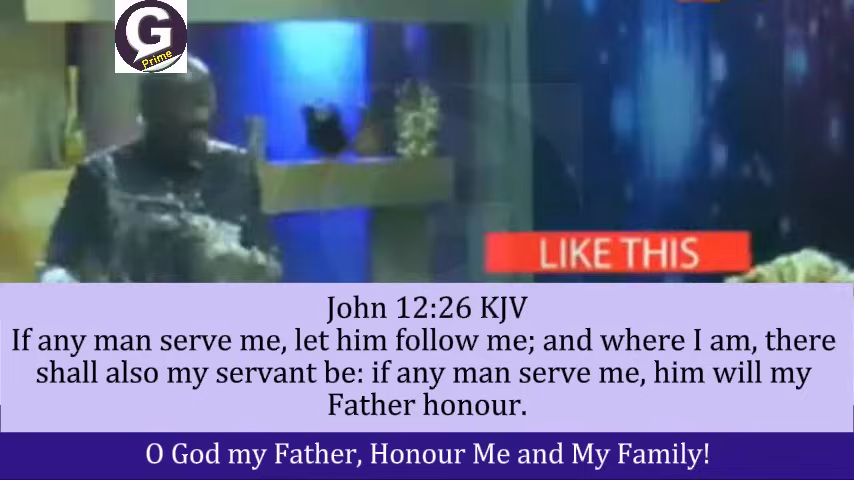 G
Prime
LIKE THIS
John 12:26 KJV
If any man serve me, let him follow me; and where I am, there
shall also my servant be: if any man serve me, him will my
Father honour.
O God my Father, Honour Me and My Family!